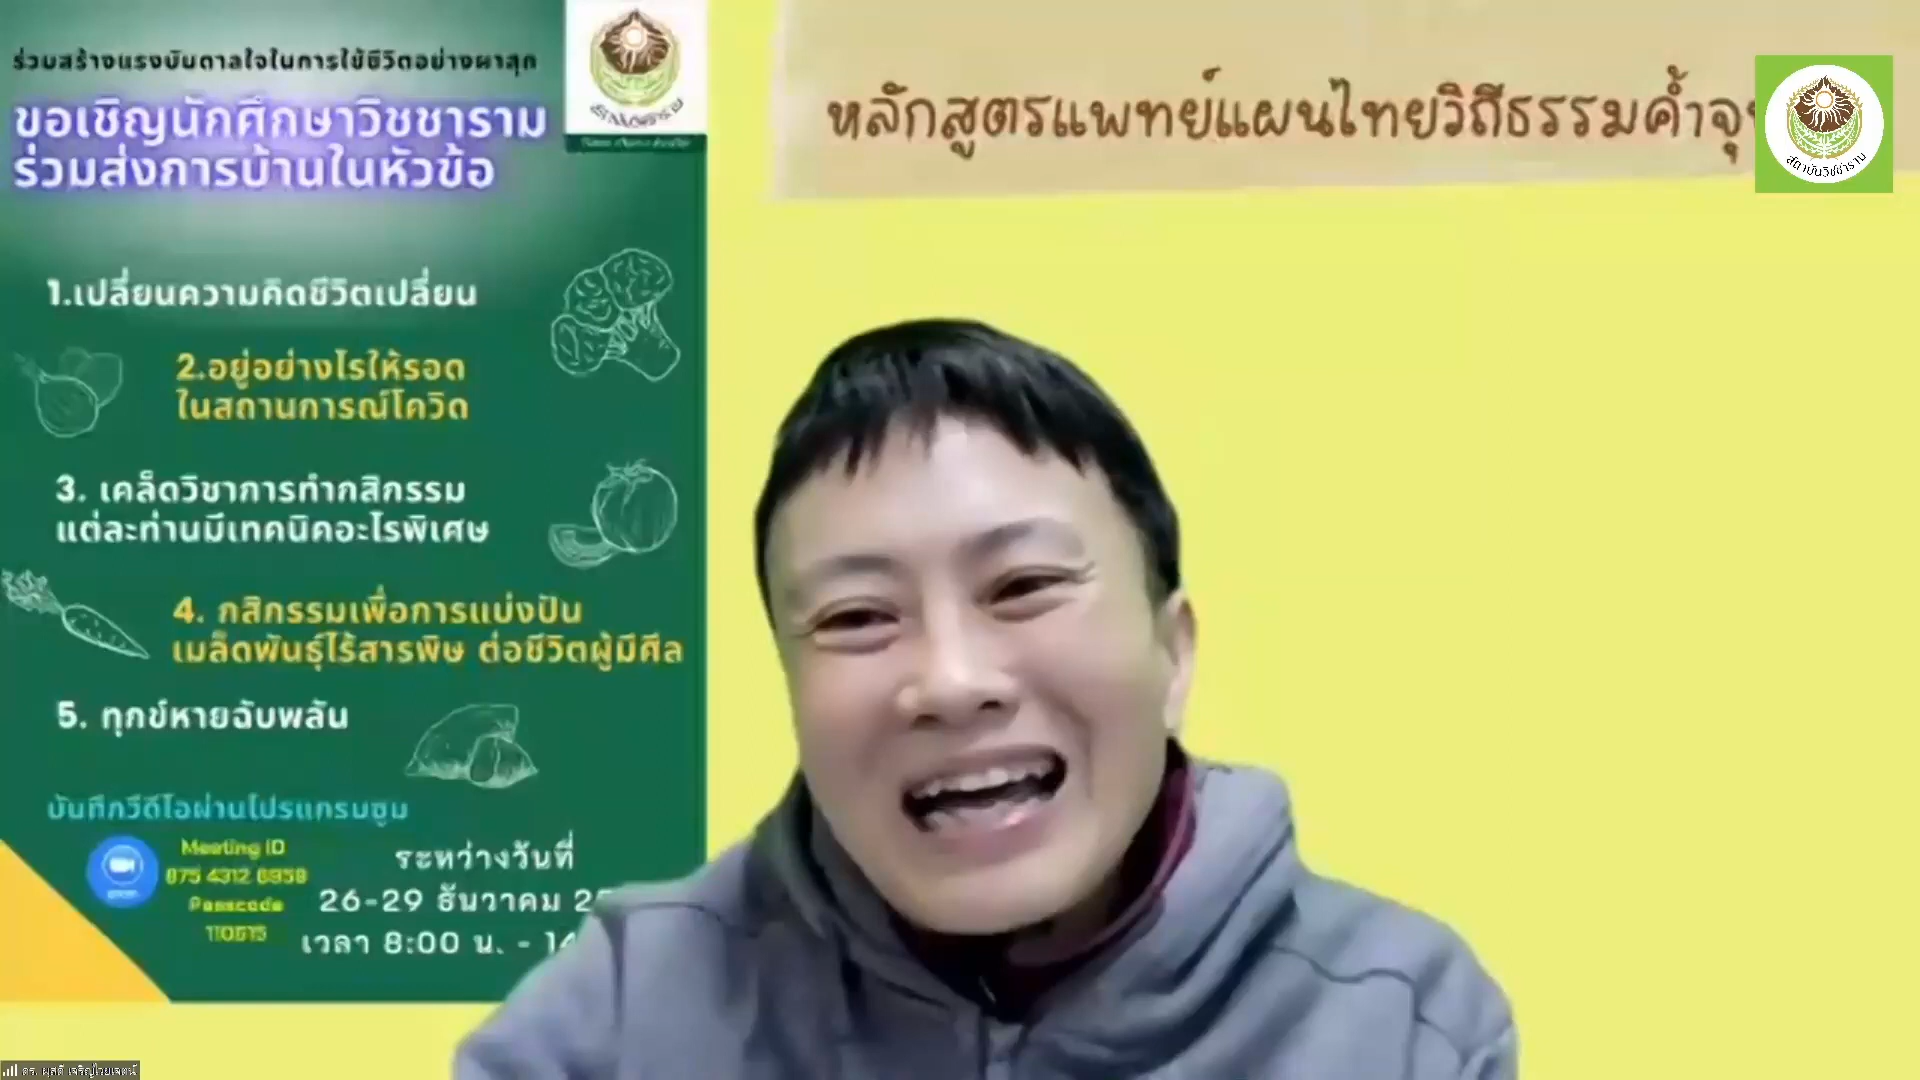 ร่วมสร้างแรงบันดาลใจในการใช้ชีวิตอย่างผาสุก
ขอเชิญนักศึกษาวิชชาราม
ร่วมส่งการบ้านในหัวข้อ
1.เปลี่ยนความคิดชีวิตเปลี่ยน
2.อยู่อย่างไรให้รอด
ในสถานการณ์โควิด
3. เคล็ดวิชาการทำกสิกรรม
แต่ละท่านมีเทคนิคอะไรพิเศษ
4. กสิกรรมเพื่อการแบ่งปัน
เมล็ดพันธุ์ไร้สารพิษ ต่อชีวิตผู้มีศีล
5. ทุกข์หายฉับพลัน
บันทึกวีดีโอผ่านโปรแกรมซูม
Meeting ID
Passcode
ระหว่างวันที่
26-29 ธันวาคม
เวลา 8:00 น. -
หลักสูตรแพทย์แผนไทยวิถีธรรมค้ำจุ
สถาบันวิชชาราม